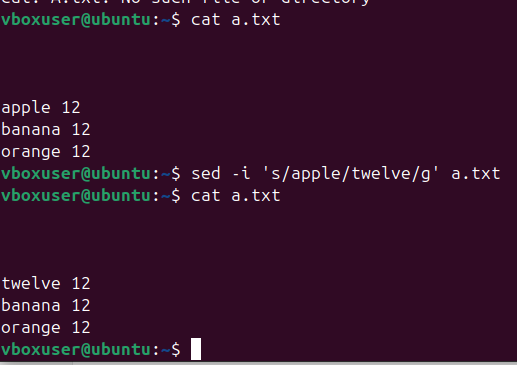 cat: A.txt: No such file or directory
vboxuser@ubuntu:~$ cat a.txt
apple 12
banana 12
orange 12
vboxuser@ubuntu:~$ sed -i 's/apple/twelve/g' a.txt
vboxuser@ubuntu:~$ cat a.txt
twelve 12
banana 12
orange 12
vboxuser@ubuntu:~$